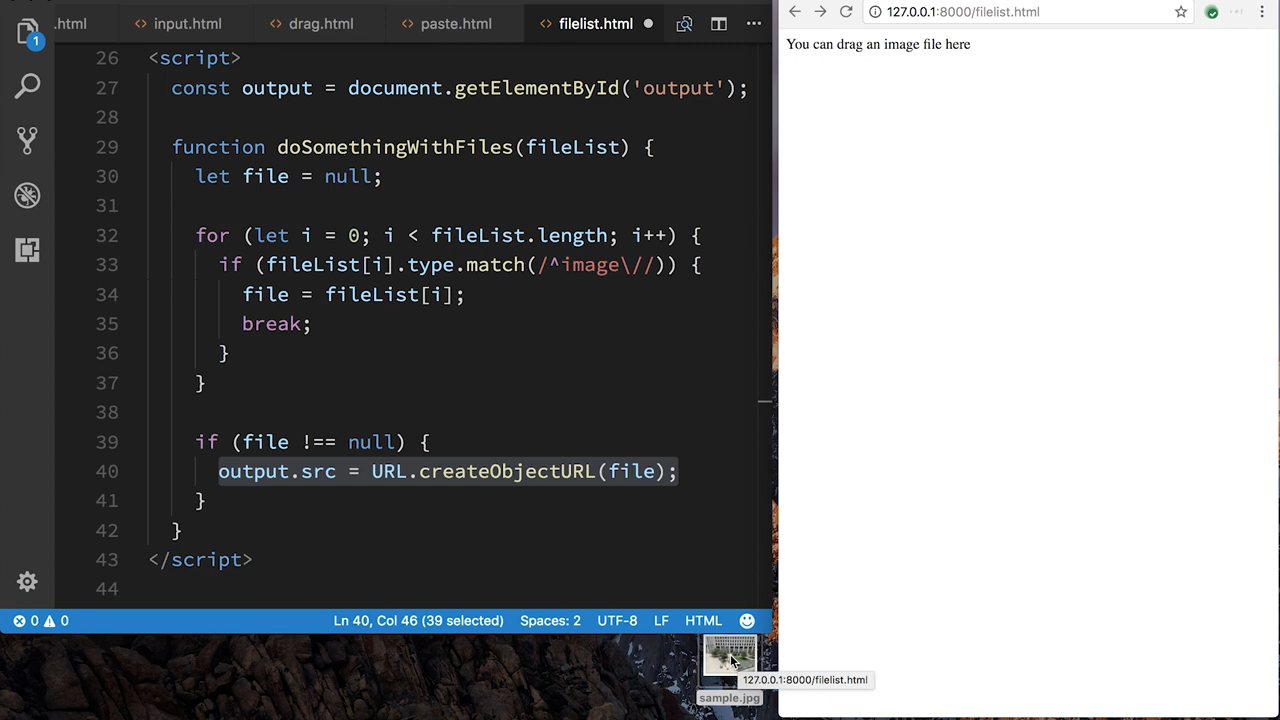 .html
input.html
drag.html
paste.html
filelist.html
1
26 <script>
27 const output = document.getElementById('output');
28
29 function doSomethingWithFiles(fileList) {
30 let file = null;
31
32 for (let i = 0; i < fileList.length; i++) {
33 if (fileList[i].type.match(/^image\//)) {
34 file = fileList[i];
35 break;
36 }
37 }
38
39 if (file !== null) {
40 output.src = URL.createObjectURL(file);
41 }
42 }
43 </script>
44
0 0 Ln 40, Col 46 (39 selected) Spaces: 2 UTF-8 LF HTML
127.0.0.1:8000/filelist.html
You can drag an image file here
127.0.0.1:8000/filelist.html
sample.jpg